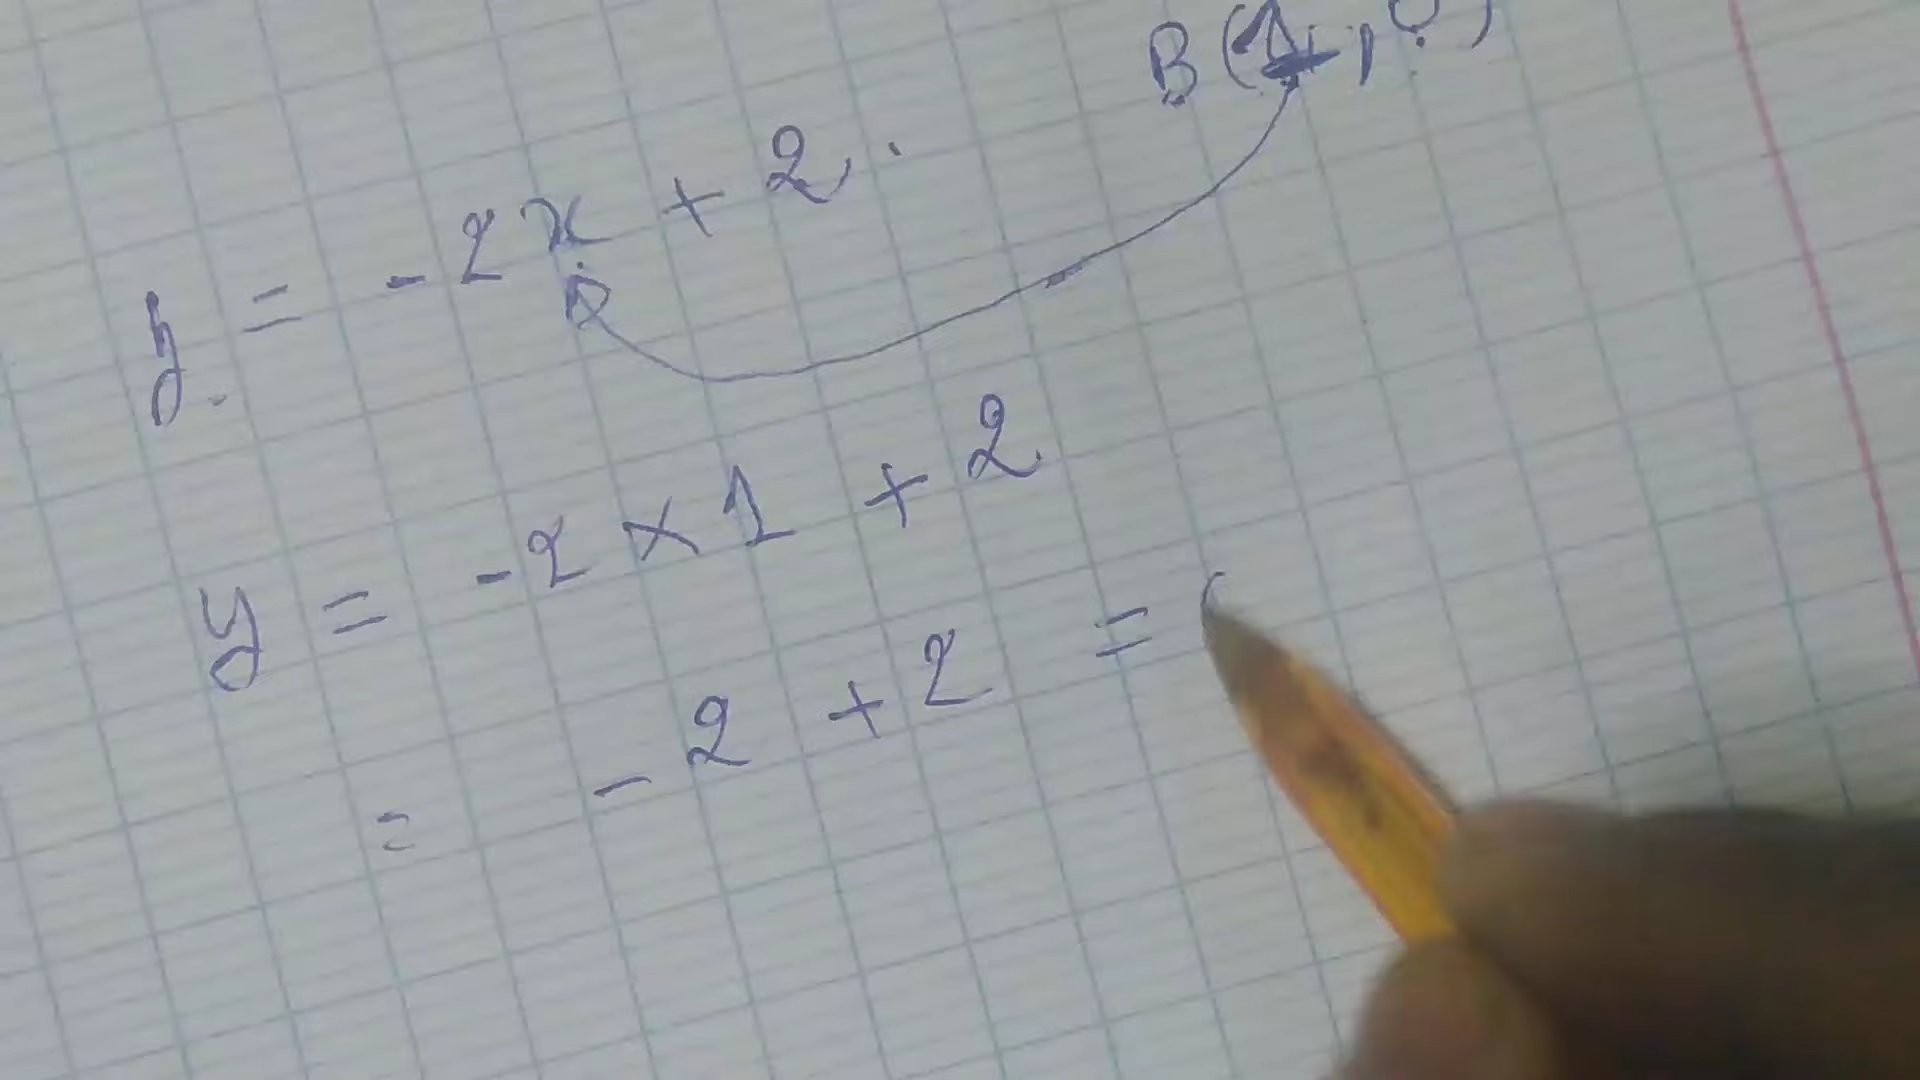 B(1,
y = -2x + 2
y = -2 × 1 + 2
= -2 + 2 =